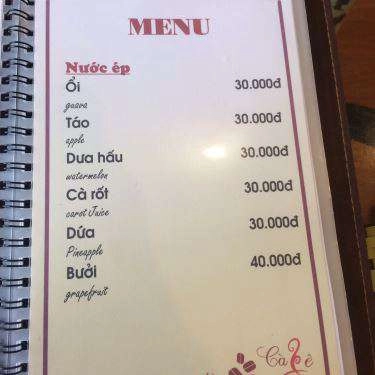 MENU
Nước ép
Ổi 30.000đ
guava
Táo 30.000đ
apple
Dưa hấu 30.000đ
watermelon
Cà rốt 30.000đ
carot Juice
Dứa 30.000đ
Pineapple
Bưởi 40.000đ
grapefruit
Cafê